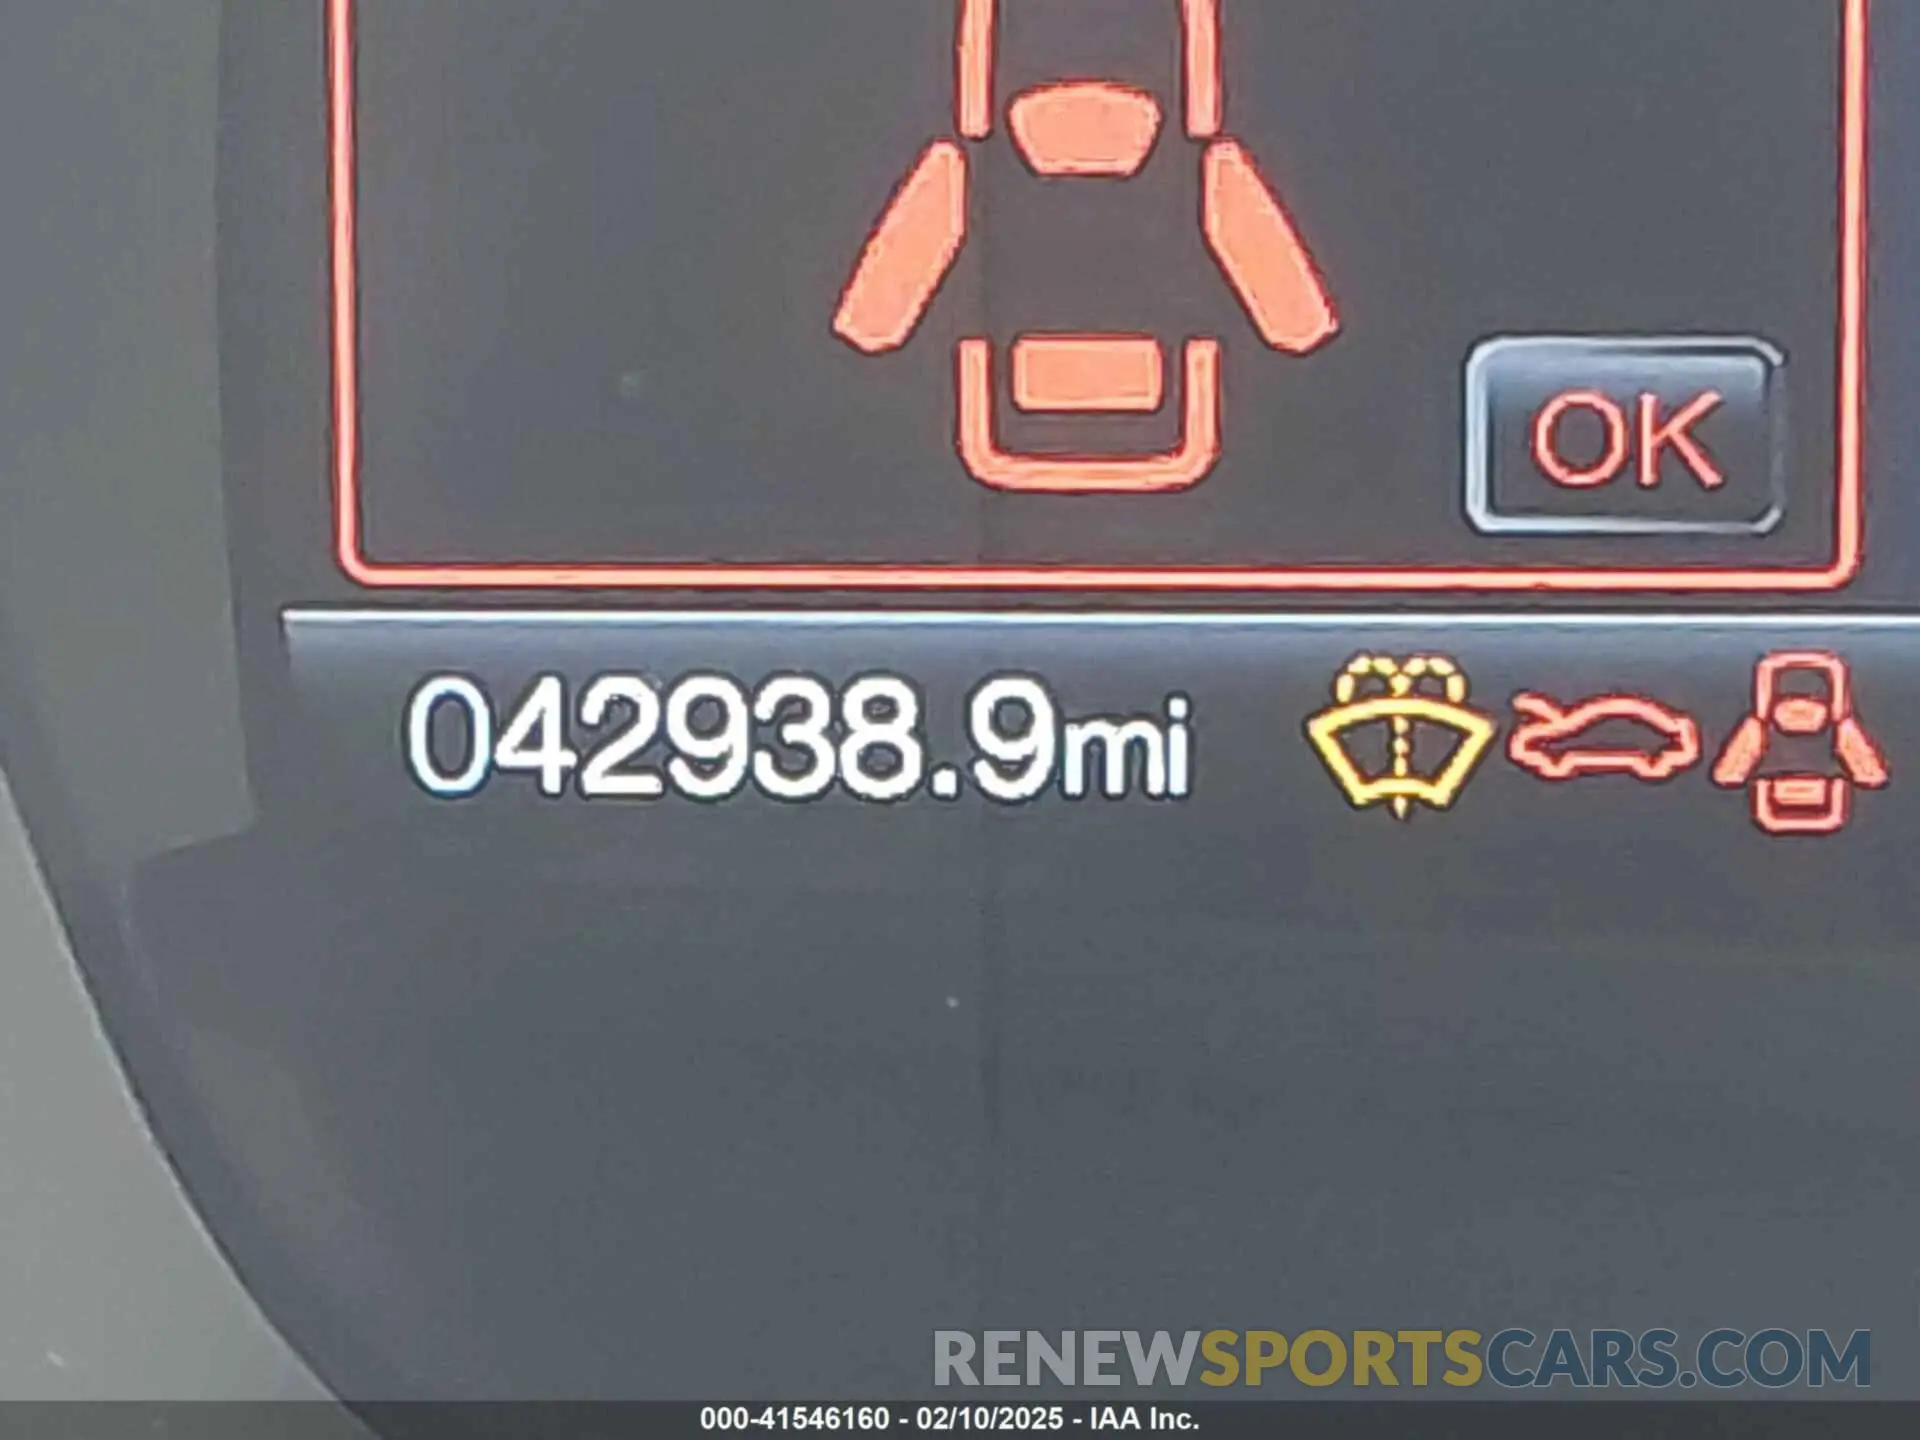 OK
042938.9mi
RENEWSPORTSCARS.COM
000-41546160 - 02/10/2025 - IAA Inc.